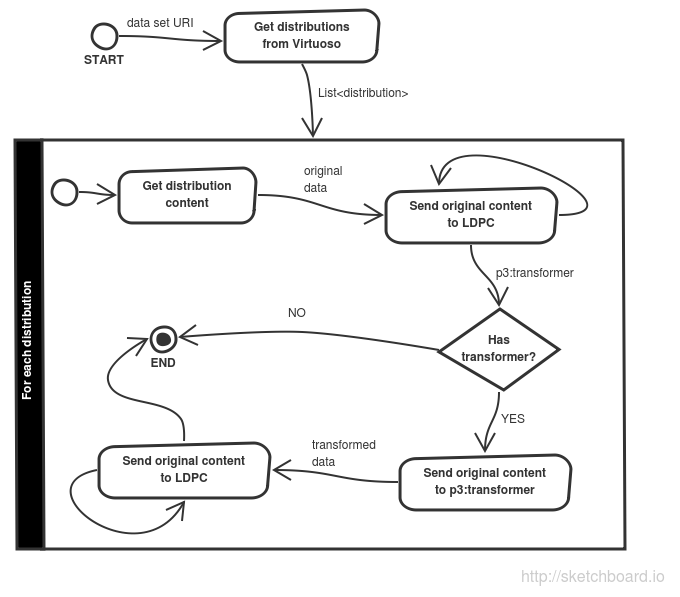 data set URI
START
Get distributions
from Virtuoso
List<distribution>
For each distribution
Get distribution
content
original
data
Send original content
to LDPC
p3:transformer
Has
transformer?
NO
END
YES
Send original content
to p3:transformer
transformed
data
Send original content
to LDPC
http://sketchboard.io